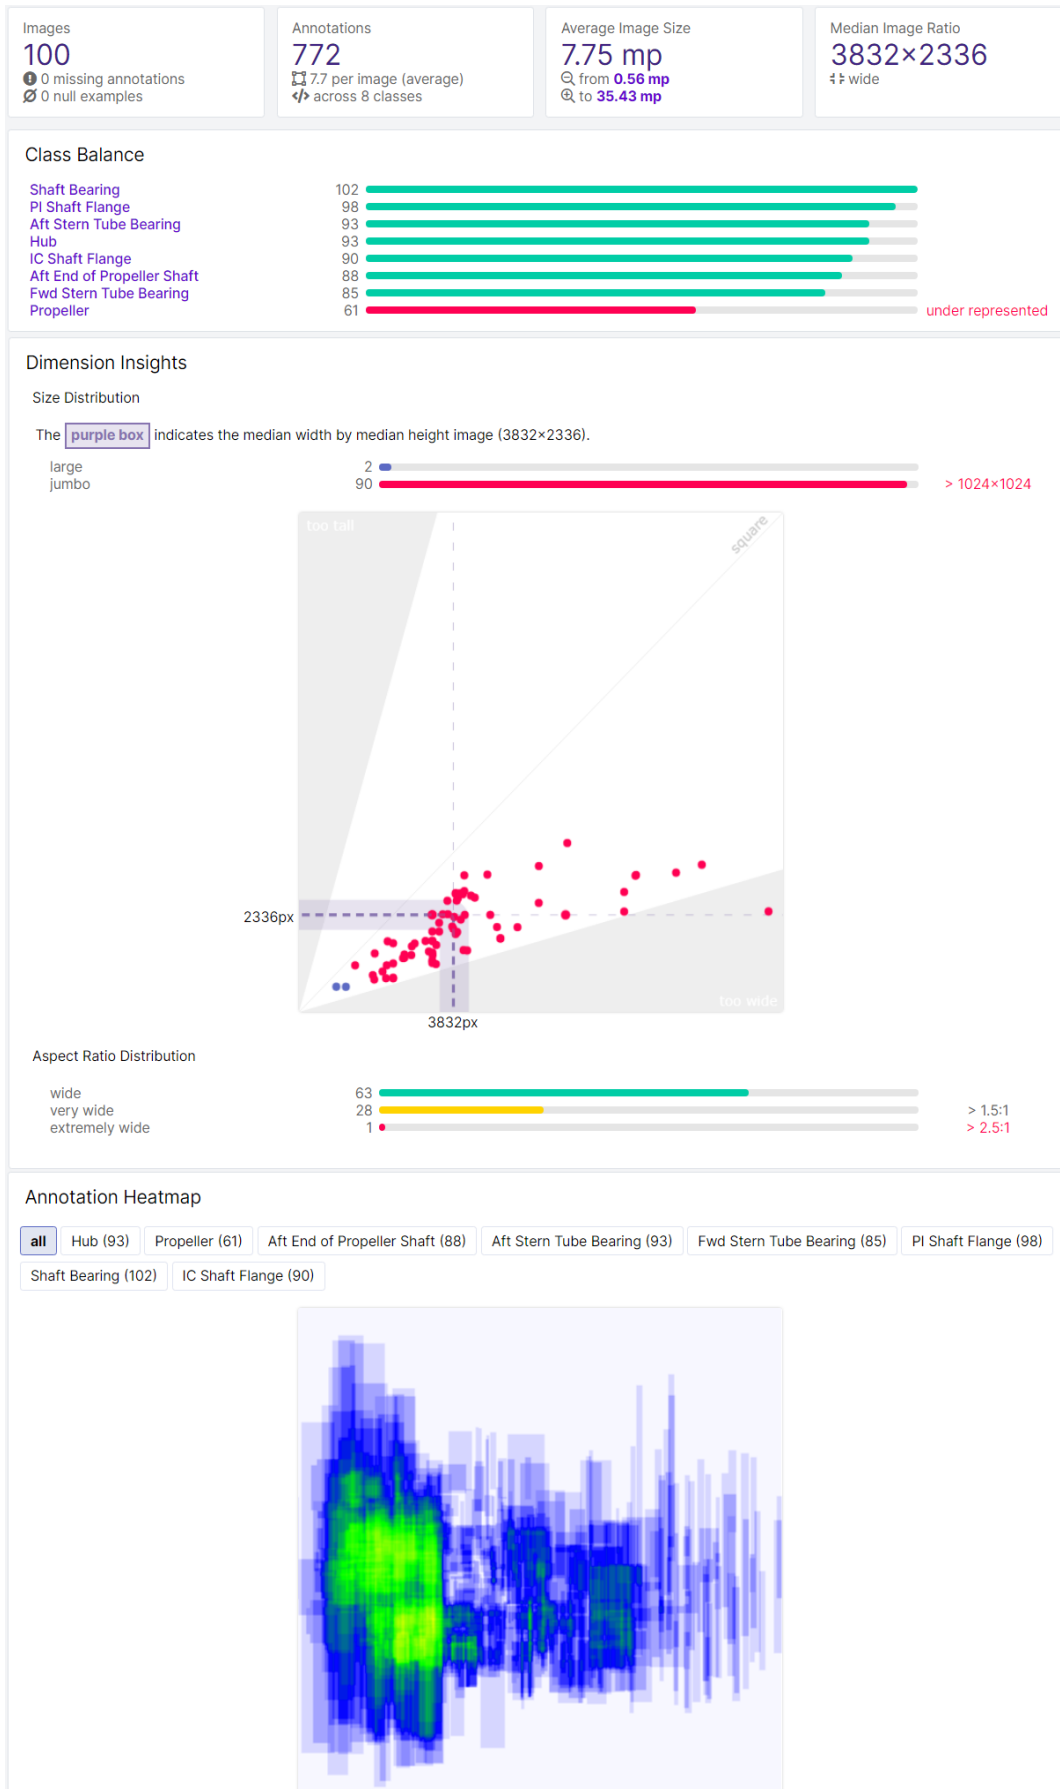 Images
100
0 missing annotations
0 null examples
Annotations
772
7.7 per image (average)
across 8 classes
Average Image Size
7.75 mp
from 0.56 mp
to 35.43 mp
Median Image Ratio
3832×2336
wide
Class Balance
Shaft Bearing 102
PI Shaft Flange 98
Aft Stern Tube Bearing 93
Hub 93
IC Shaft Flange 90
Aft End of Propeller Shaft 88
Fwd Stern Tube Bearing 85
Propeller 61 under represented
Dimension Insights
Size Distribution
The purple box indicates the median width by median height image (3832×2336).
large 2
jumbo 90 > 1024×1024
too tall
square
2336px
too wide
3832px
Aspect Ratio Distribution
wide 63
very wide 28 > 1.5:1
extremely wide 1 > 2.5:1
Annotation Heatmap
all Hub (93) Propeller (61) Aft End of Propeller Shaft (88) Aft Stern Tube Bearing (93) Fwd Stern Tube Bearing (85) PI Shaft Flange (98)
Shaft Bearing (102) IC Shaft Flange (90)